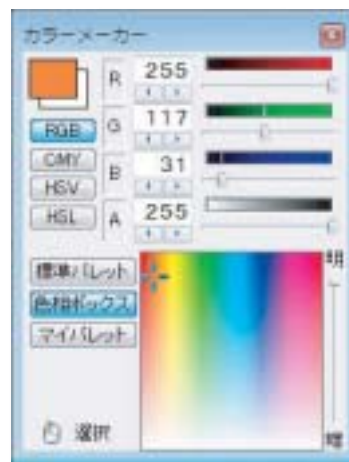 カラーメーカー
R 255
RGB G 117
CMY
B 31
HSV
HSL A 255
標準パレット 明
色相ボックス
マイパレット
選択 暗